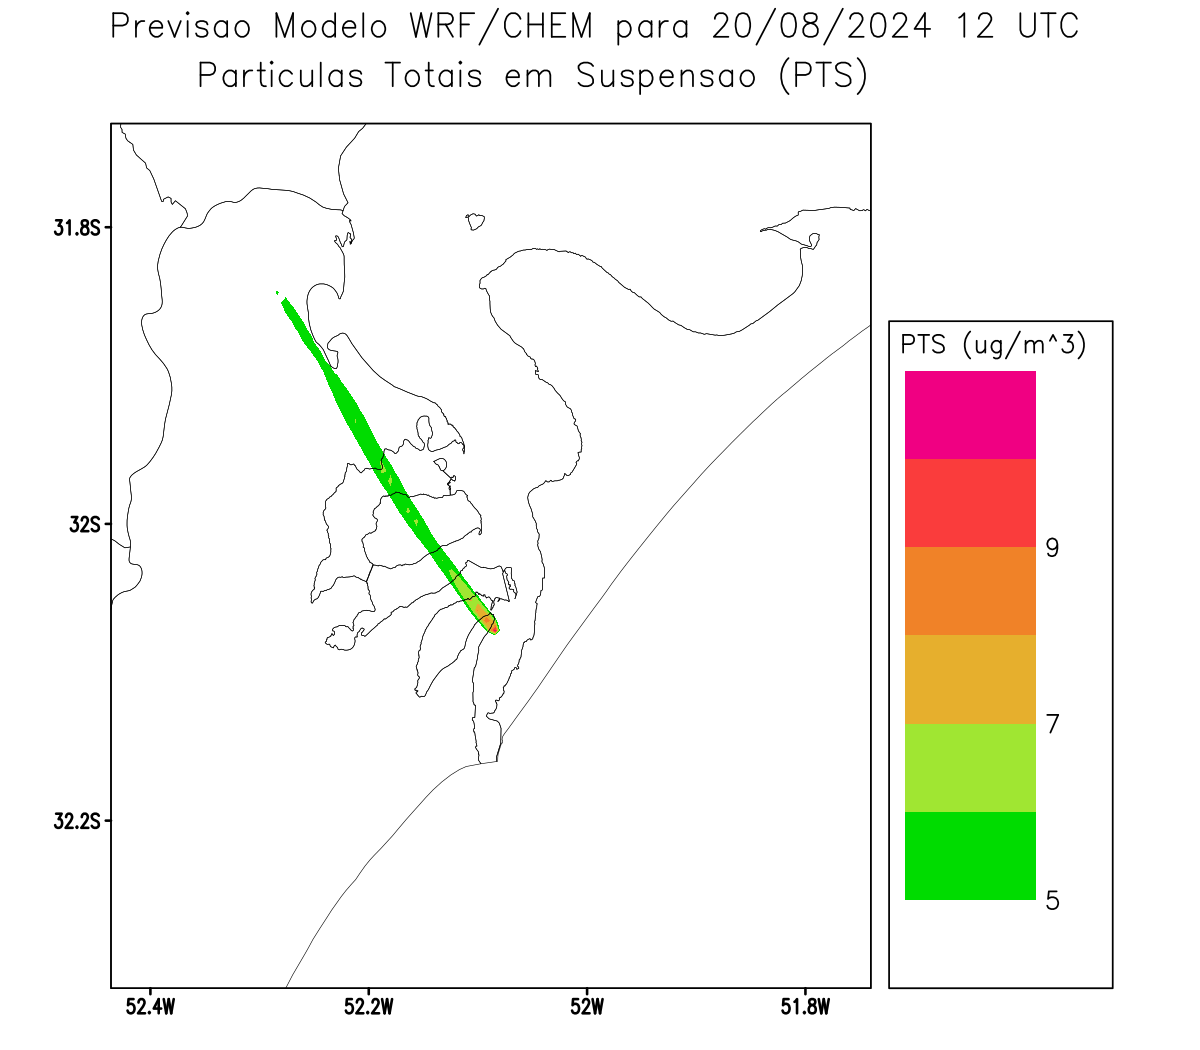 Previsao Modelo WRF/CHEM para 20/08/2024 12 UTC
Particulas Totais em Suspensao (PTS)
31.8S
32S
32.2S
52.4W
52.2W
52W
51.8W
PTS (ug/m^3)
9
7
5